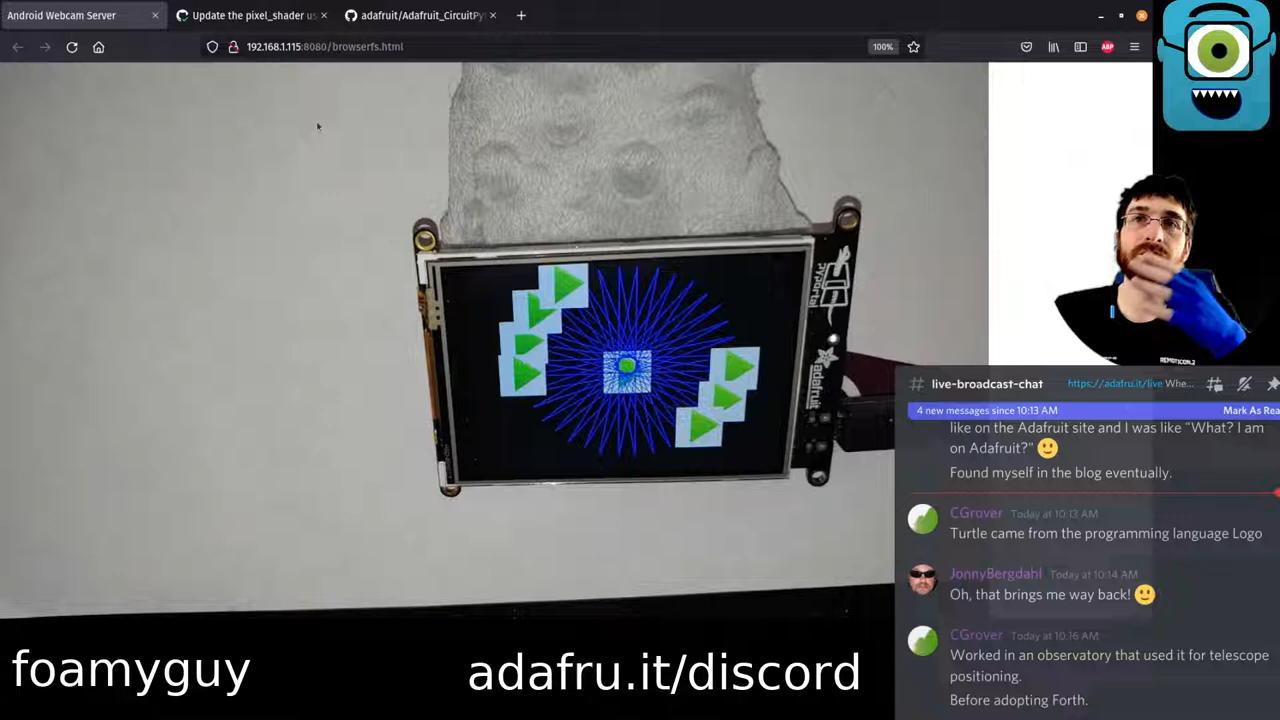 Android Webcam Server
Update the pixel_shader us
adafruit/Adafruit_CircuitPy
192.168.1.115:8080/browserfs.html
100%
ABP
pyportal
adafruit
REMOTICON.2
# live-broadcast-chat
https://adafru.it/live Whe...
4 new messages since 10:13 AM
Mark As Rea
like on the Adafruit site and I was like "What? I am
on Adafruit?" 🙂
Found myself in the blog eventually.
CGrover Today at 10:13 AM
Turtle came from the programming language Logo
JonnyBergdahl Today at 10:14 AM
Oh, that brings me way back! 🙂
CGrover Today at 10:16 AM
Worked in an observatory that used it for telescope
positioning.
Before adopting Forth.
foamyguy
adafru.it/discord